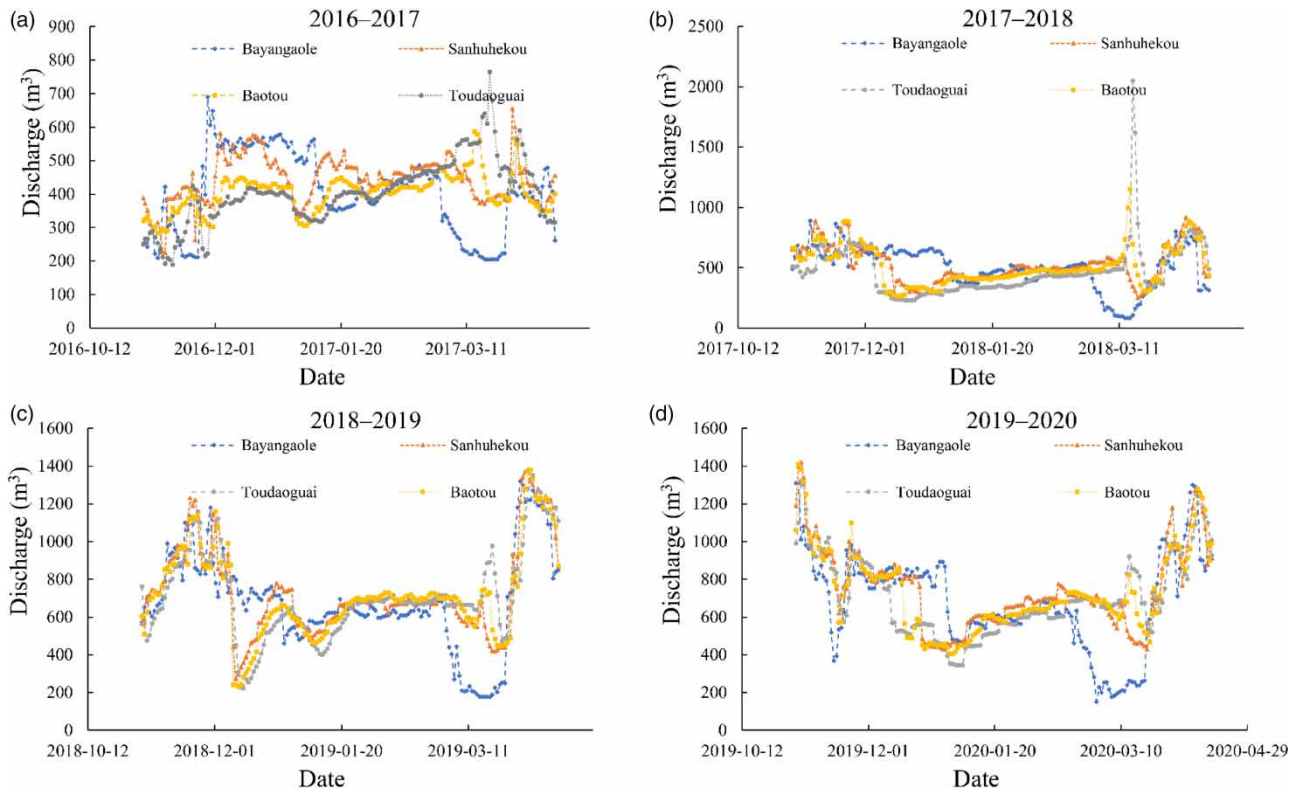 (a)
2016–2017
900
800
700
600
500
400
300
200
100
0
Discharge (m³)
Bayangaole
Sanhuhekou
Baotou
Toudaoguai
2016-10-12
2016-12-01
2017-01-20
2017-03-11
Date
(b)
2017–2018
2500
2000
1500
1000
500
0
Discharge (m³)
Bayangaole
Sanhuhekou
Toudaoguai
Baotou
2017-10-12
2017-12-01
2018-01-20
2018-03-11
Date
(c)
2018–2019
1600
1400
1200
1000
800
600
400
200
0
Discharge (m³)
Bayangaole
Sanhuhekou
Toudaoguai
Baotou
2018-10-12
2018-12-01
2019-01-20
2019-03-11
Date
(d)
2019–2020
1600
1400
1200
1000
800
600
400
200
0
Discharge (m³)
Bayangaole
Sanhuhekou
Toudaoguai
Baotou
2019-10-12
2019-12-01
2020-01-20
2020-03-10
2020-04-29
Date